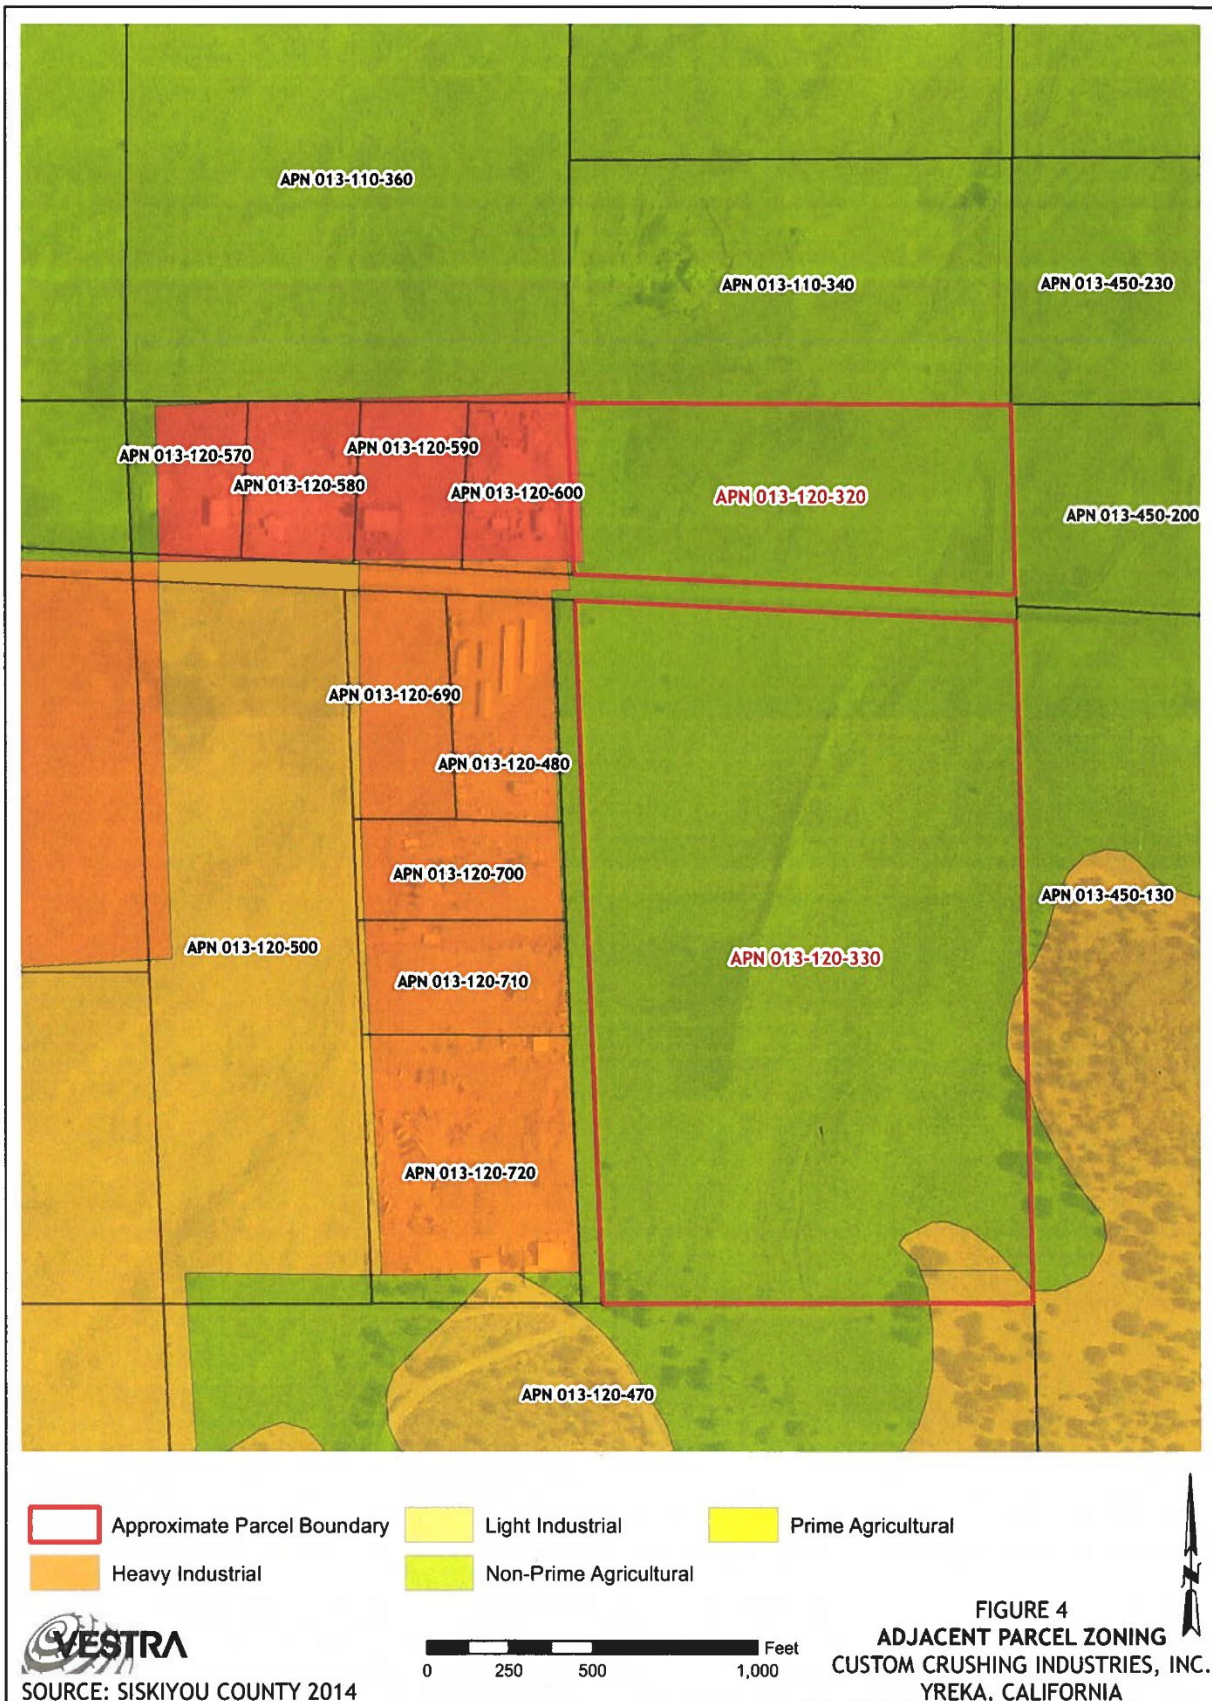 APN 013-110-360
APN 013-110-340
APN 013-450-230
APN 013-120-570
APN 013-120-590
APN 013-120-580
APN 013-120-600
APN 013-120-320
APN 013-450-200
APN 013-120-690
APN 013-120-480
APN 013-120-700
APN 013-450-130
APN 013-120-500
APN 013-120-330
APN 013-120-710
APN 013-120-720
APN 013-120-470
Approximate Parcel Boundary
Light Industrial
Prime Agricultural
Heavy Industrial
Non-Prime Agricultural
N
VESTRA
SOURCE: SISKIYOU COUNTY 2014
0 250 500 1,000 Feet
FIGURE 4
ADJACENT PARCEL ZONING
CUSTOM CRUSHING INDUSTRIES, INC.
YREKA, CALIFORNIA